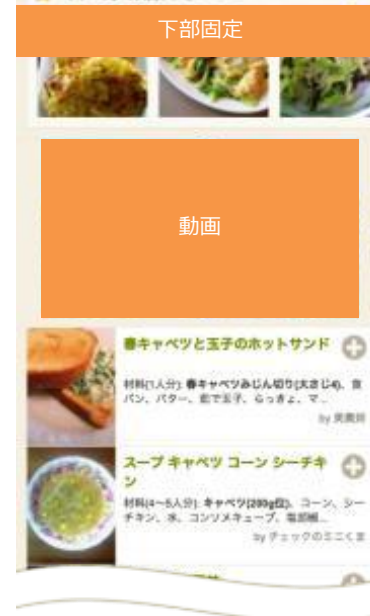 下部固定
動画
春キャベツと玉子のホットサンド
材料(1人分): 春キャベツみじん切り(大さじ4)、食
パン、バター、茹で玉子、らっきょ、マ...
by
スープ キャベツ コーン シーチキ
ン
材料(4〜5人分): キャベツ(200g位)、コーン、シー
チキン、水、コンソメキューブ、
by チェックのミニくま